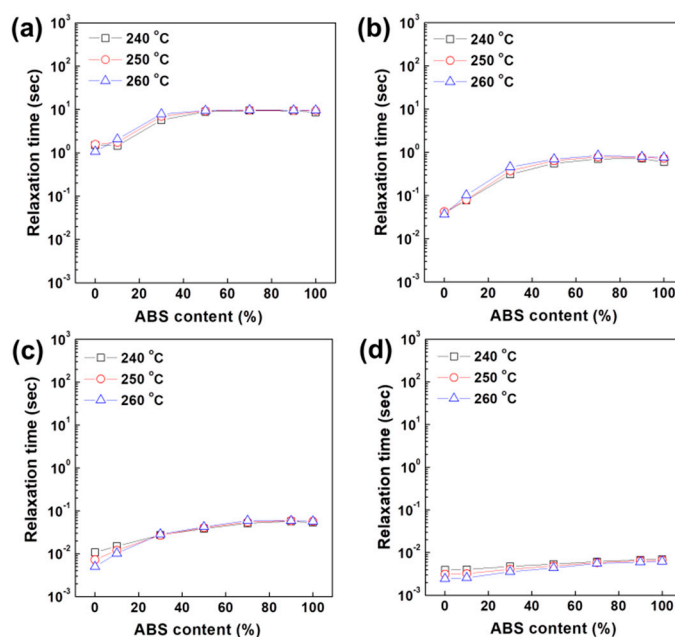 (a)
240 °C
250 °C
260 °C
10³
10²
10¹
10⁰
10⁻¹
10⁻²
10⁻³
Relaxation time (sec)
0 20 40 60 80 100
ABS content (%)
(b)
240 °C
250 °C
260 °C
10³
10²
10¹
10⁰
10⁻¹
10⁻²
10⁻³
Relaxation time (sec)
0 20 40 60 80 100
ABS content (%)
(c)
240 °C
250 °C
260 °C
10³
10²
10¹
10⁰
10⁻¹
10⁻²
10⁻³
Relaxation time (sec)
0 20 40 60 80 100
ABS content (%)
(d)
240 °C
250 °C
260 °C
10³
10²
10¹
10⁰
10⁻¹
10⁻²
10⁻³
Relaxation time (sec)
0 20 40 60 80 100
ABS content (%)